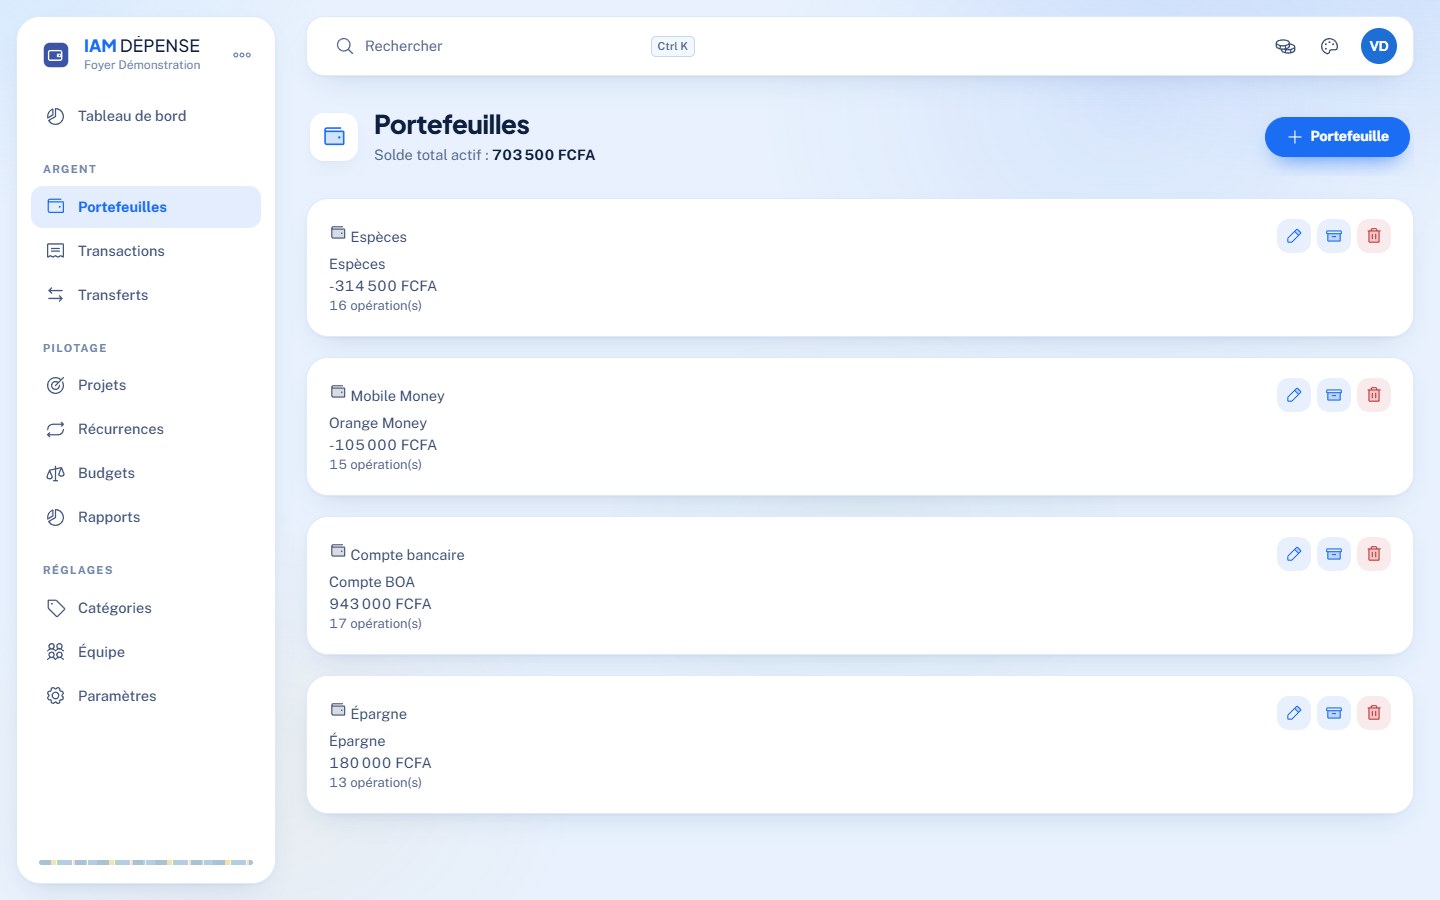 IAM DÉPENSE
Foyer Démonstration
Tableau de bord
ARGENT
Portefeuilles
Transactions
Transferts
PILOTAGE
Projets
Récurrences
Budgets
Rapports
RÉGLAGES
Catégories
Équipe
Paramètres
Rechercher
Ctrl K
VD
Portefeuilles
Solde total actif : 703 500 FCFA
Portefeuille
Espèces
Espèces
-314 500 FCFA
16 opération(s)
Mobile Money
Orange Money
-105 000 FCFA
15 opération(s)
Compte bancaire
Compte BOA
943 000 FCFA
17 opération(s)
Épargne
Épargne
180 000 FCFA
13 opération(s)